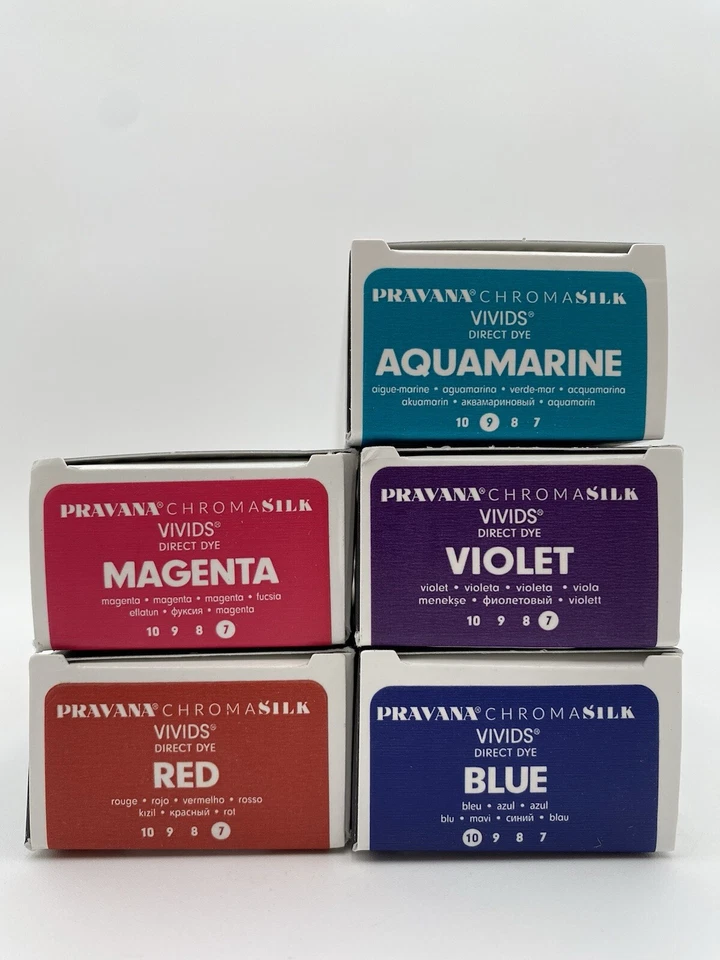 PRAVANA® CHROMASILK
VIVIDS®
DIRECT DYE
AQUAMARINE
aigue-marine • aguamarina • verde-mar • acquamarina
akuamarin • аквамариновый • aquamarin
10 9 8 7
PRAVANA® CHROMASILK
VIVIDS®
DIRECT DYE
MAGENTA
magenta • magenta • magenta • fucsia
eflatun • фуксия • magenta
10 9 8 7
PRAVANA® CHROMASILK
VIVIDS®
DIRECT DYE
VIOLET
violet • violeta • violeta • viola
menekşe • фиолетовый • violett
10 9 8 7
PRAVANA® CHROMASILK
VIVIDS®
DIRECT DYE
RED
rouge • rojo • vermelho • rosso
kızıl • красный • rot
10 9 8 7
PRAVANA® CHROMASILK
VIVIDS®
DIRECT DYE
BLUE
bleu • azul • azul
blu • mavi • синий • blau
10 9 8 7